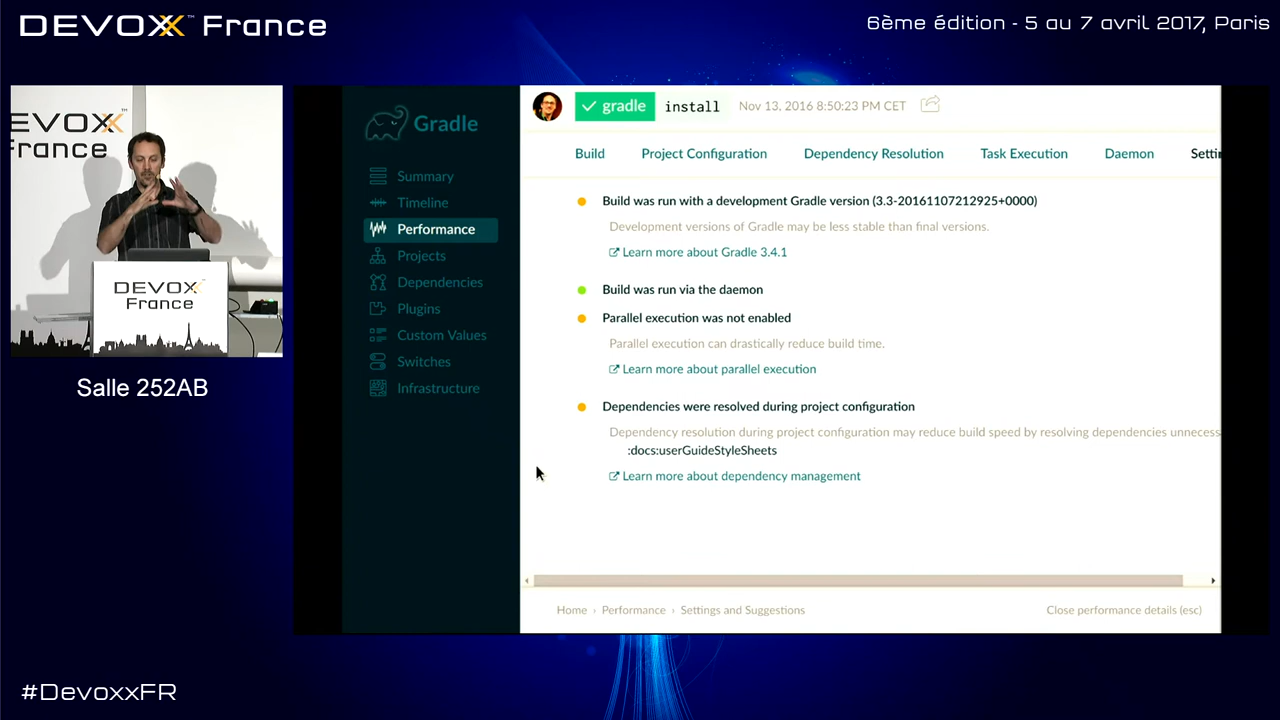 DEVOXX™ France
6ème édition - 5 au 7 avril 2017, Paris
EVOXX™
France
DEVOXX™
France
Salle 252AB
#DevoxxFR
Gradle
Summary
Timeline
Performance
Projects
Dependencies
Plugins
Custom Values
Switches
Infrastructure
gradle install Nov 13, 2016 8:50:23 PM CET
Build Project Configuration Dependency Resolution Task Execution Daemon Settin
Build was run with a development Gradle version (3.3-20161107212925+0000)
Development versions of Gradle may be less stable than final versions.
Learn more about Gradle 3.4.1
Build was run via the daemon
Parallel execution was not enabled
Parallel execution can drastically reduce build time.
Learn more about parallel execution
Dependencies were resolved during project configuration
Dependency resolution during project configuration may reduce build speed by resolving dependencies unnecess
:docs:userGuideStyleSheets
Learn more about dependency management
Home › Performance › Settings and Suggestions
Close performance details (esc)